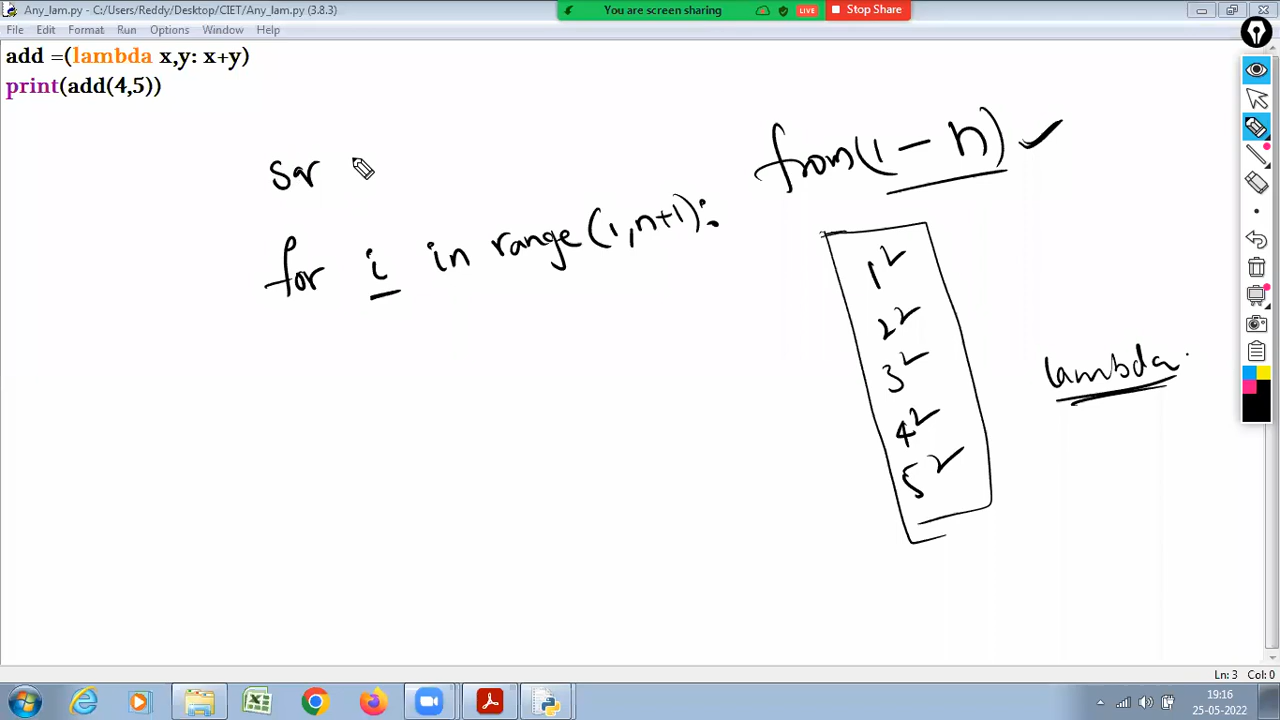 Any_lam.py - C:/Users/Reddy/Desktop/CIET/Any_lam.py (3.8.3)
You are screen sharing
LIVE
Stop Share
File Edit Format Run Options Window Help
add =(lambda x,y: x+y)
print(add(4,5))
from(1 - n)
sqr
for i in range(1,n+1):
1²
2²
3²
4²
5²
lambda
Ln: 3 Col: 0
19:16
25-05-2022